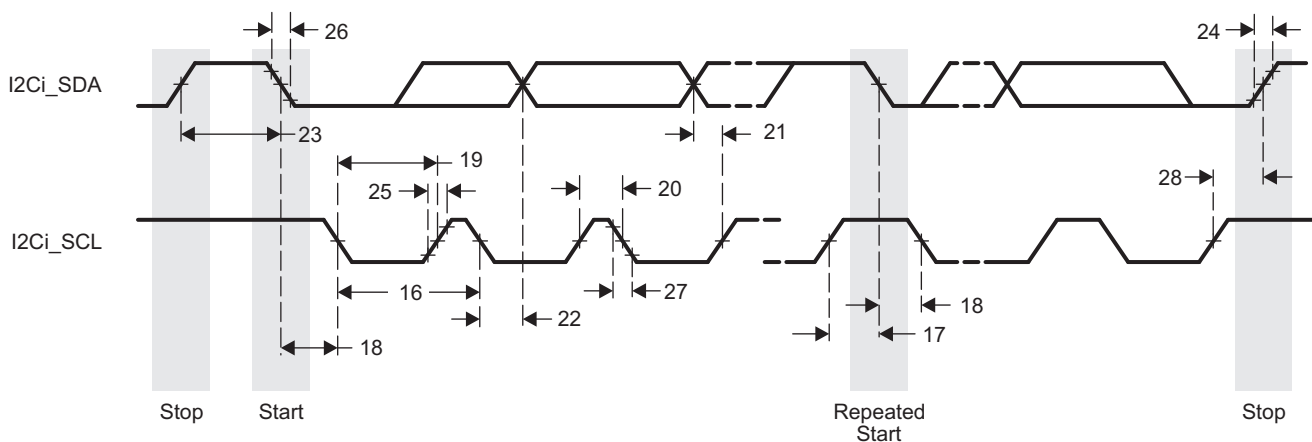 26
24
I2Ci_SDA
23
21
19
25
20
28
I2Ci_SCL
16
27
18
22
17
18
Stop
Start
Repeated
Start
Stop